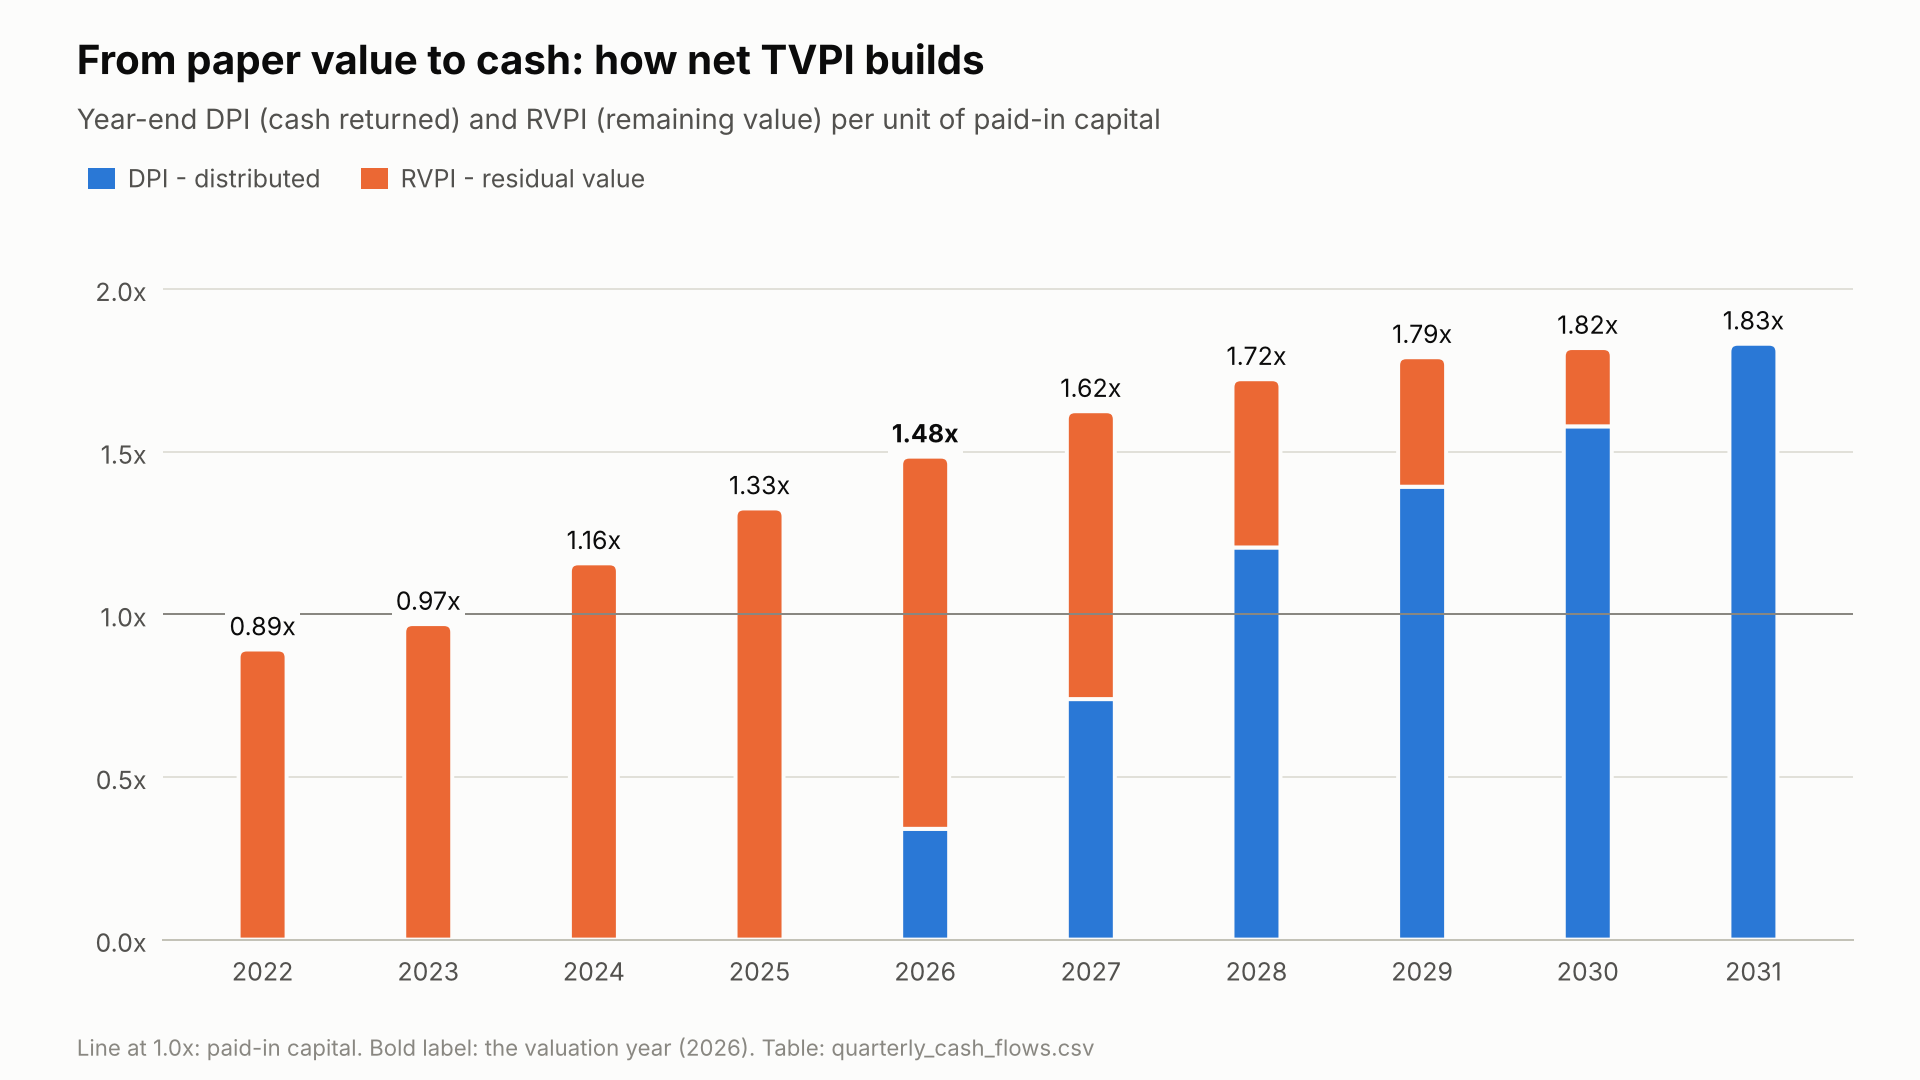 From paper value to cash: how net TVPI builds
Year-end DPI (cash returned) and RVPI (remaining value) per unit of paid-in capital
DPI - distributed
RVPI - residual value
2.0x
1.5x
1.0x
0.5x
0.0x
0.89x
0.97x
1.16x
1.33x
1.48x
1.62x
1.72x
1.79x
1.82x
1.83x
2022
2023
2024
2025
2026
2027
2028
2029
2030
2031
Line at 1.0x: paid-in capital. Bold label: the valuation year (2026). Table: quarterly_cash_flows.csv